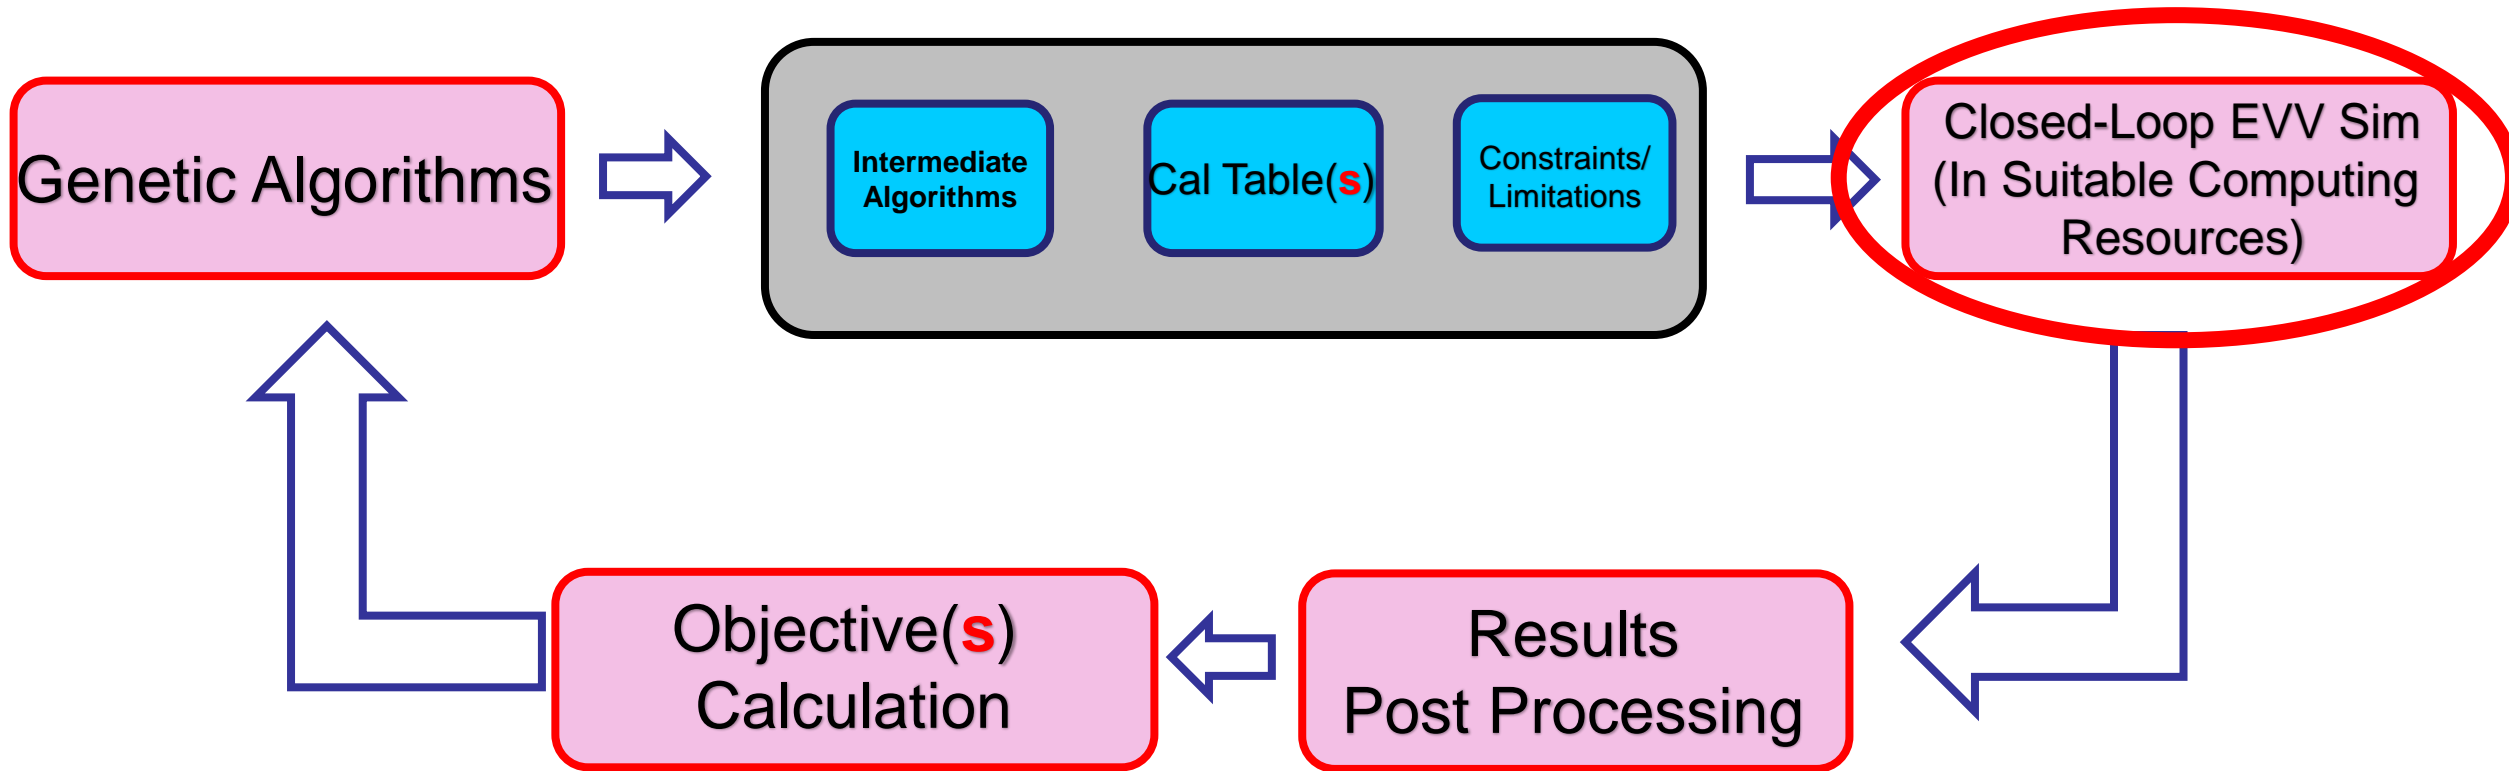 Genetic Algorithms
Intermediate
Algorithms
Cal Table(s)
Constraints/
Limitations
Closed-Loop EVV Sim
(In Suitable Computing
Resources)
Objective(s)
Calculation
Results
Post Processing